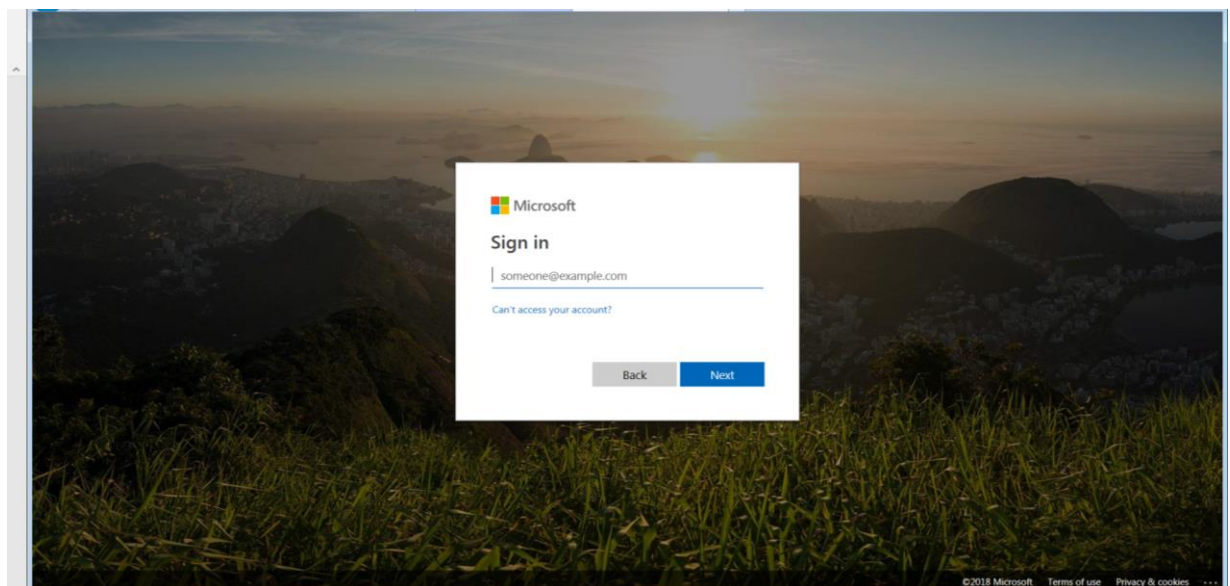 Microsoft
Sign in
someone@example.com
Can't access your account?
Back Next
©2018 Microsoft Terms of use Privacy & cookies ...